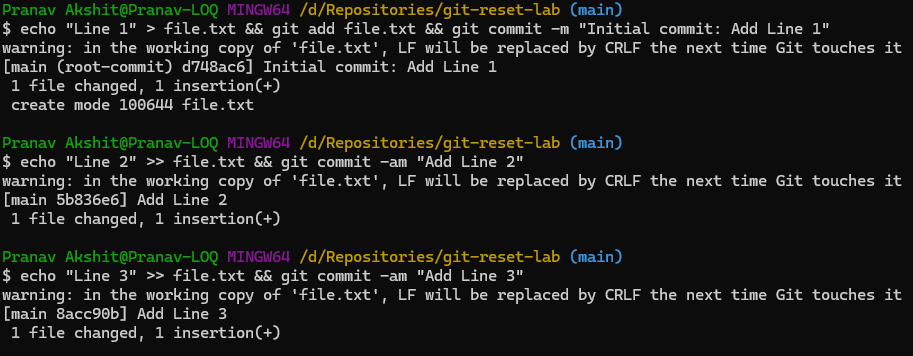 Pranav Akshit@Pranav-LOQ MINGW64 /d/Repositories/git-reset-lab (main)
$ echo "Line 1" > file.txt && git add file.txt && git commit -m "Initial commit: Add Line 1"
warning: in the working copy of 'file.txt', LF will be replaced by CRLF the next time Git touches it
[main (root-commit) d748ac6] Initial commit: Add Line 1
 1 file changed, 1 insertion(+)
 create mode 100644 file.txt

Pranav Akshit@Pranav-LOQ MINGW64 /d/Repositories/git-reset-lab (main)
$ echo "Line 2" >> file.txt && git commit -am "Add Line 2"
warning: in the working copy of 'file.txt', LF will be replaced by CRLF the next time Git touches it
[main 5b836e6] Add Line 2
 1 file changed, 1 insertion(+)

Pranav Akshit@Pranav-LOQ MINGW64 /d/Repositories/git-reset-lab (main)
$ echo "Line 3" >> file.txt && git commit -am "Add Line 3"
warning: in the working copy of 'file.txt', LF will be replaced by CRLF the next time Git touches it
[main 8acc90b] Add Line 3
 1 file changed, 1 insertion(+)